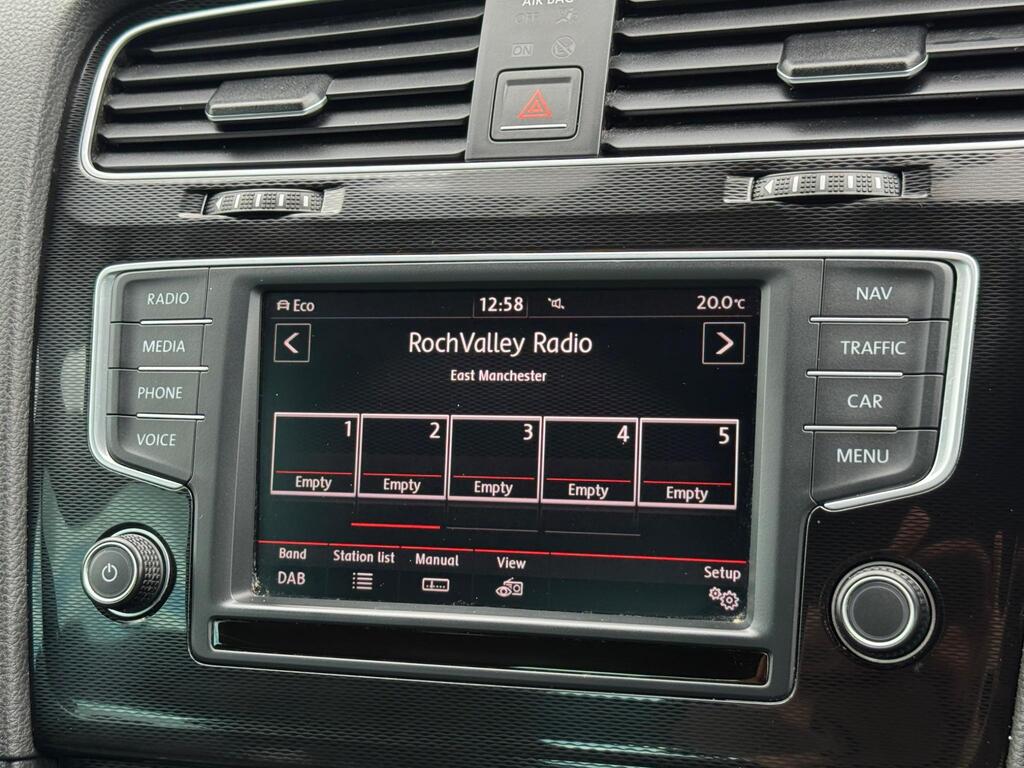 AIR BAG
OFF
ON
RADIO
MEDIA
PHONE
VOICE
Eco 12:58 20.0°C
< RochValley Radio >
East Manchester
1 2 3 4 5
Empty Empty Empty Empty Empty
Band Station list Manual View Setup
DAB
NAV
TRAFFIC
CAR
MENU